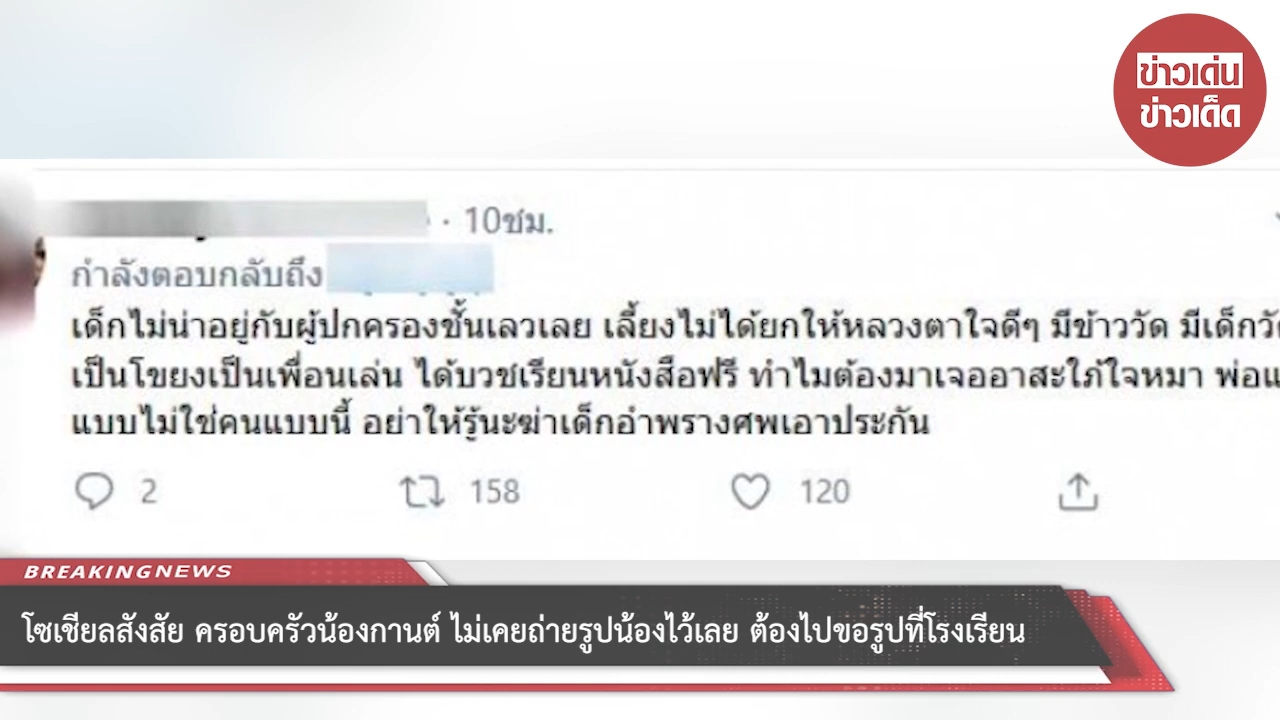 ข่าวเด่น
ข่าวเด็ด
· 10ชม.
กำลังตอบกลับถึง
เด็กไม่น่าอยู่กับผู้ปกครองชั้นเลวเลย เลี้ยงไม่ได้ยกให้หลวงตาใจดีๆ มีข้าววัด มีเด็กวั
เป็นโขยงเป็นเพื่อนเล่น ได้บวชเรียนหนังสือฟรี ทำไมต้องมาเจออาสะใภ้ใจหมา พ่อแ
แบบไม่ใช่คนแบบนี้ อย่าให้รู้นะฆ่าเด็กอำพรางศพเอาประกัน
2 158 120
BREAKINGNEWS
โซเชียลสังสัย ครอบครัวน้องกานต์ ไม่เคยถ่ายรูปน้องไว้เลย ต้องไปขอรูปที่โรงเรียน